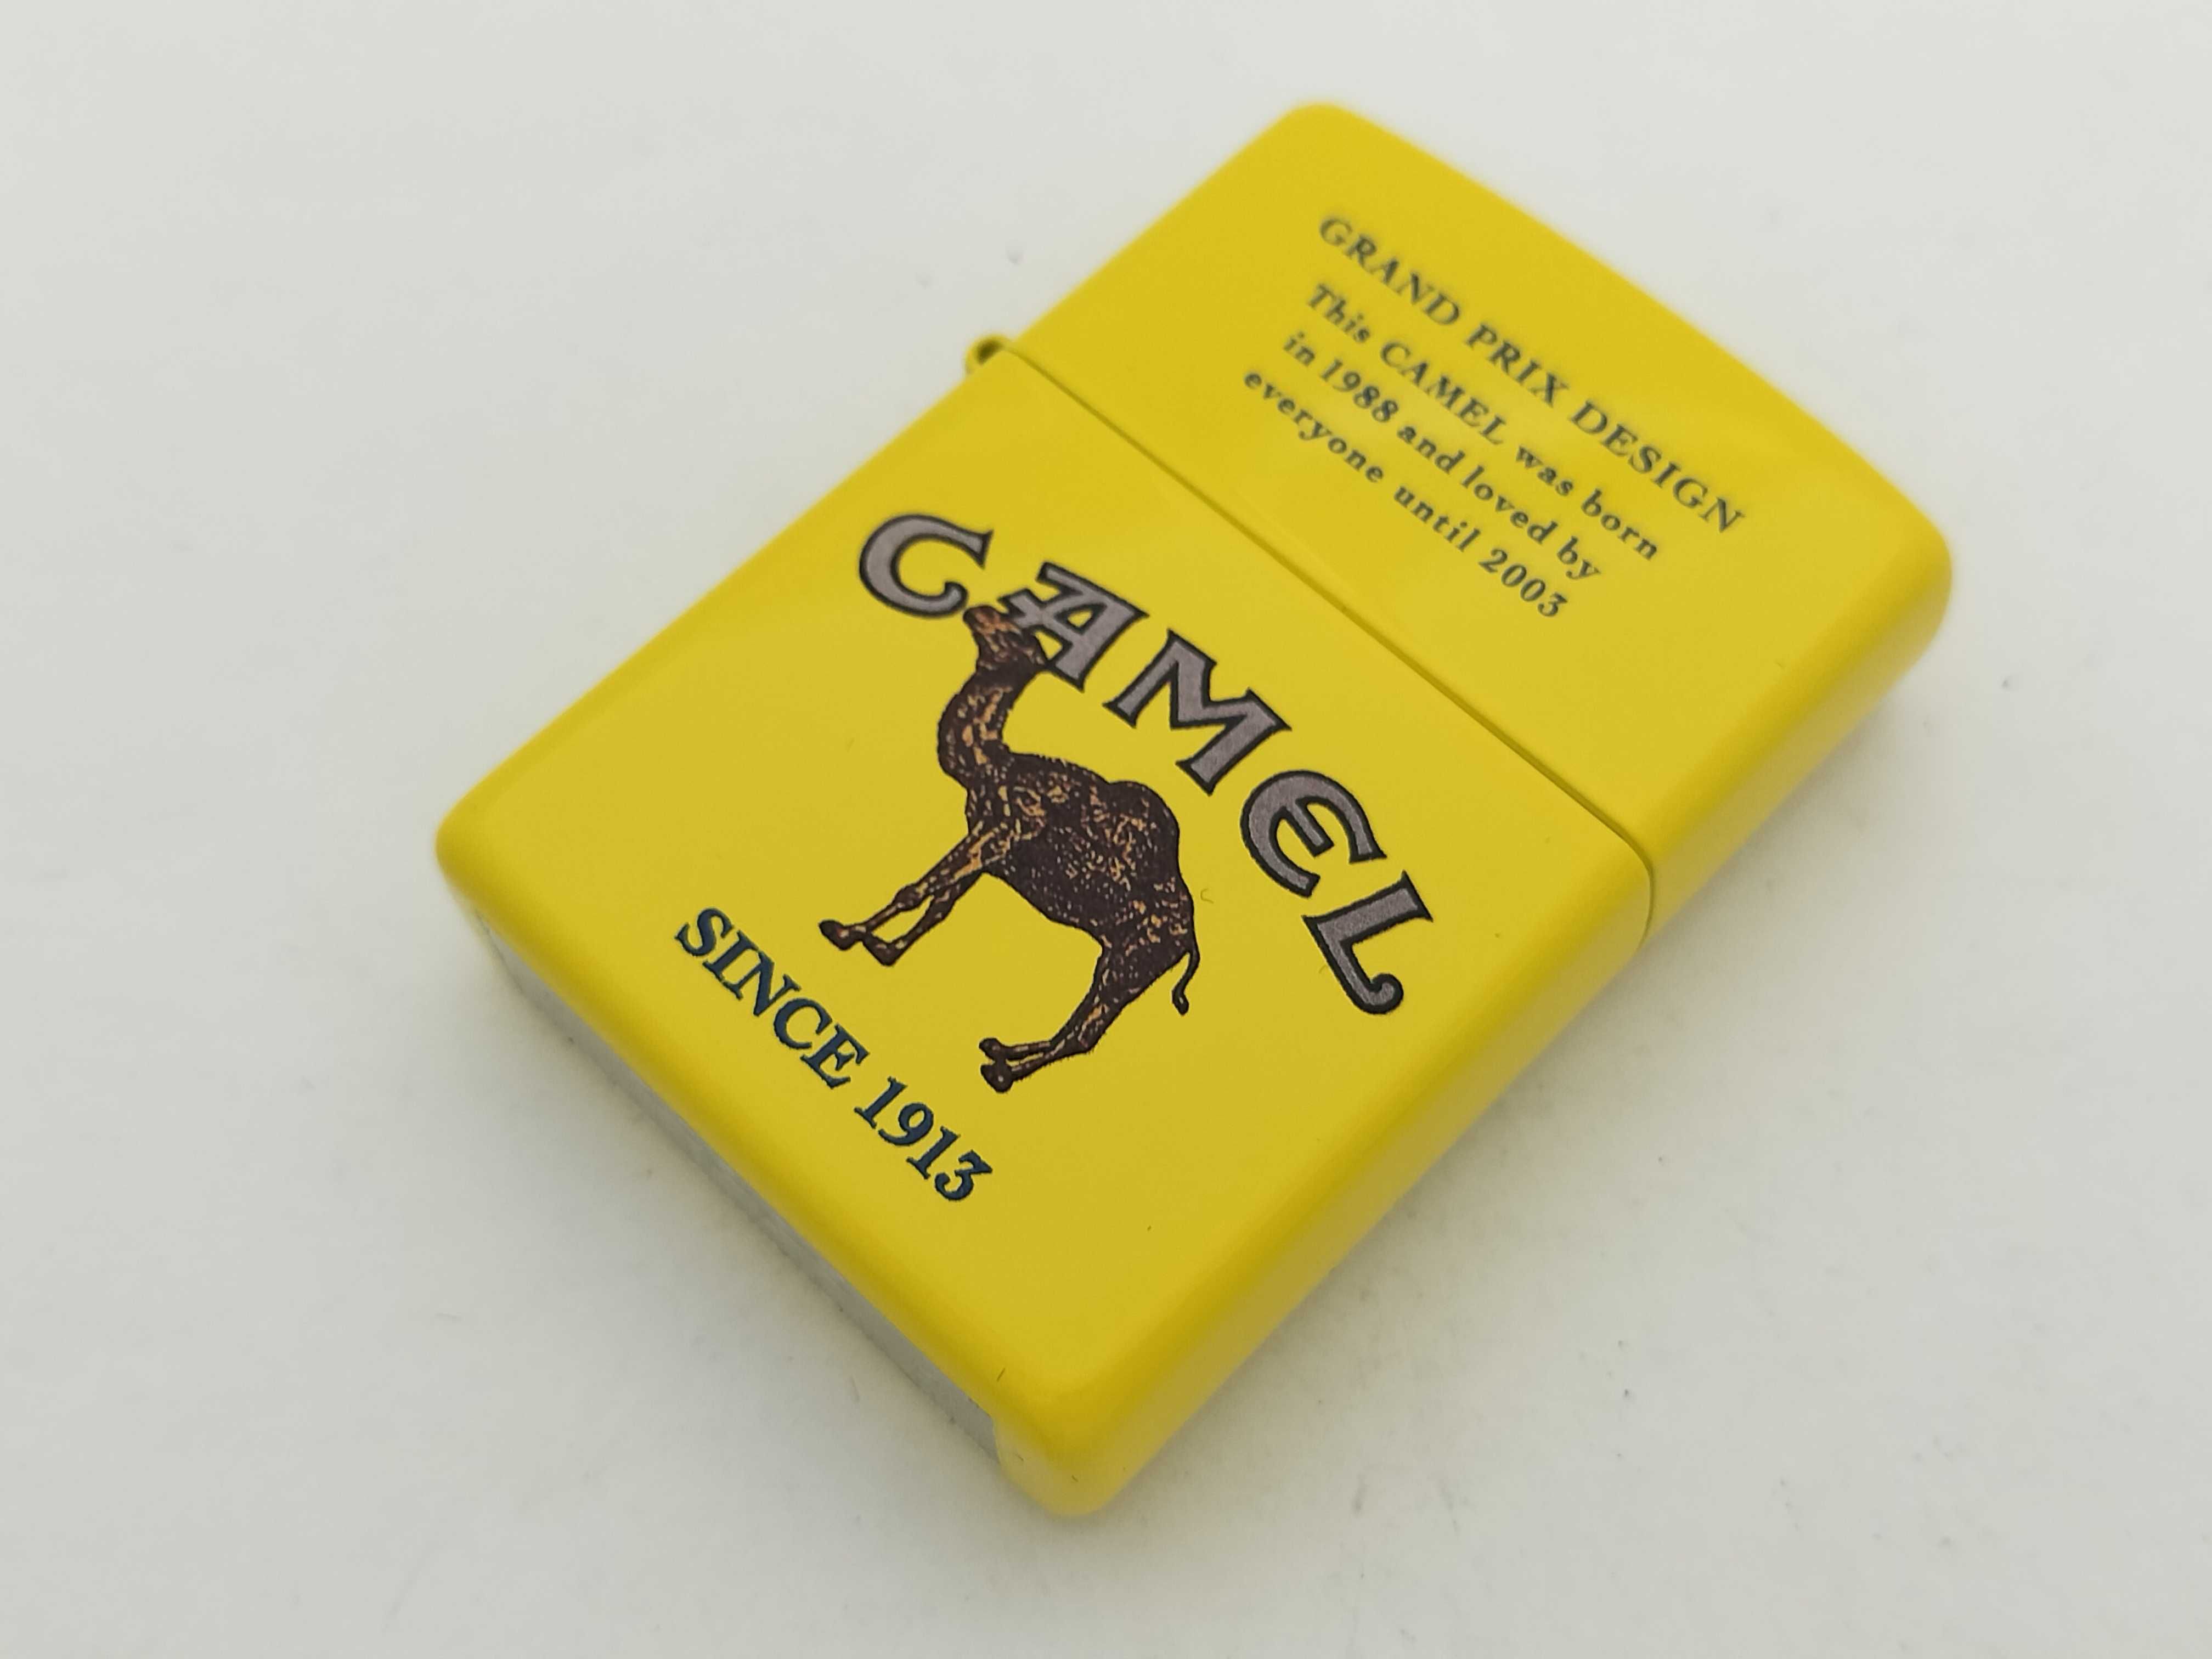 GRAND PRIX DESIGN
This CAMEL was born
in 1988 and loved by
everyone until 2003
CAMEL
SINCE 1913